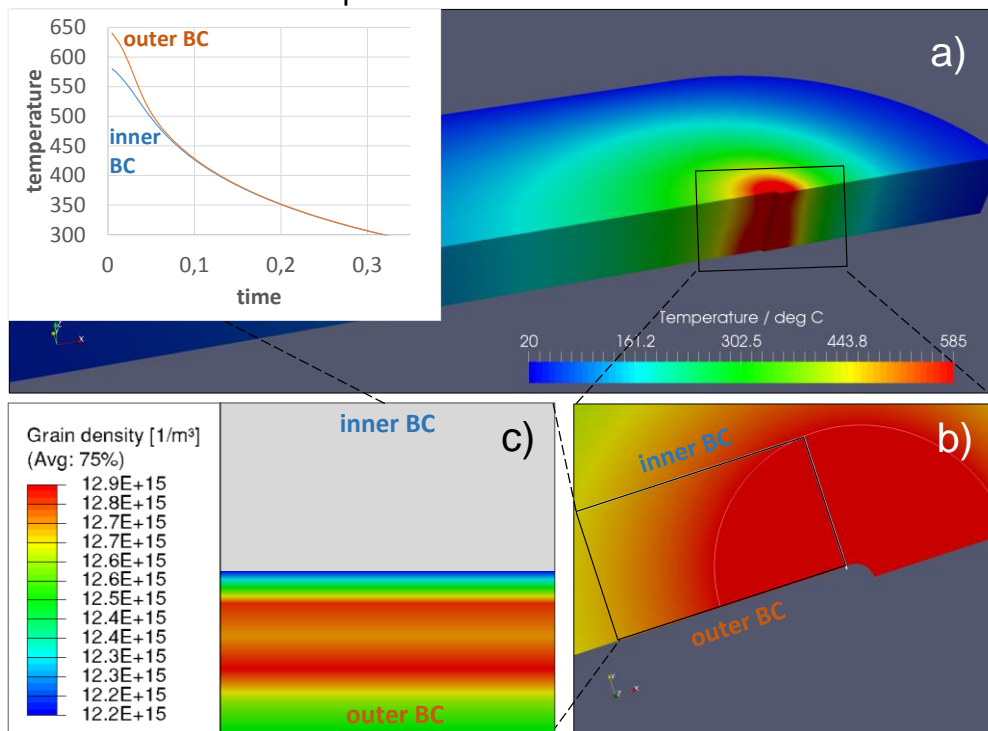 650
600
550
500
450
400
350
300
temperature
outer BC
inner
BC
0
0,1
0,2
0,3
time
a)
Temperature / deg C
20
161.2
302.5
443.8
585
Grain density [1/m³]
(Avg: 75%)
12.9E+15
12.8E+15
12.7E+15
12.7E+15
12.6E+15
12.6E+15
12.5E+15
12.4E+15
12.4E+15
12.3E+15
12.3E+15
12.2E+15
12.2E+15
inner BC
c)
outer BC
b)
inner BC
outer BC